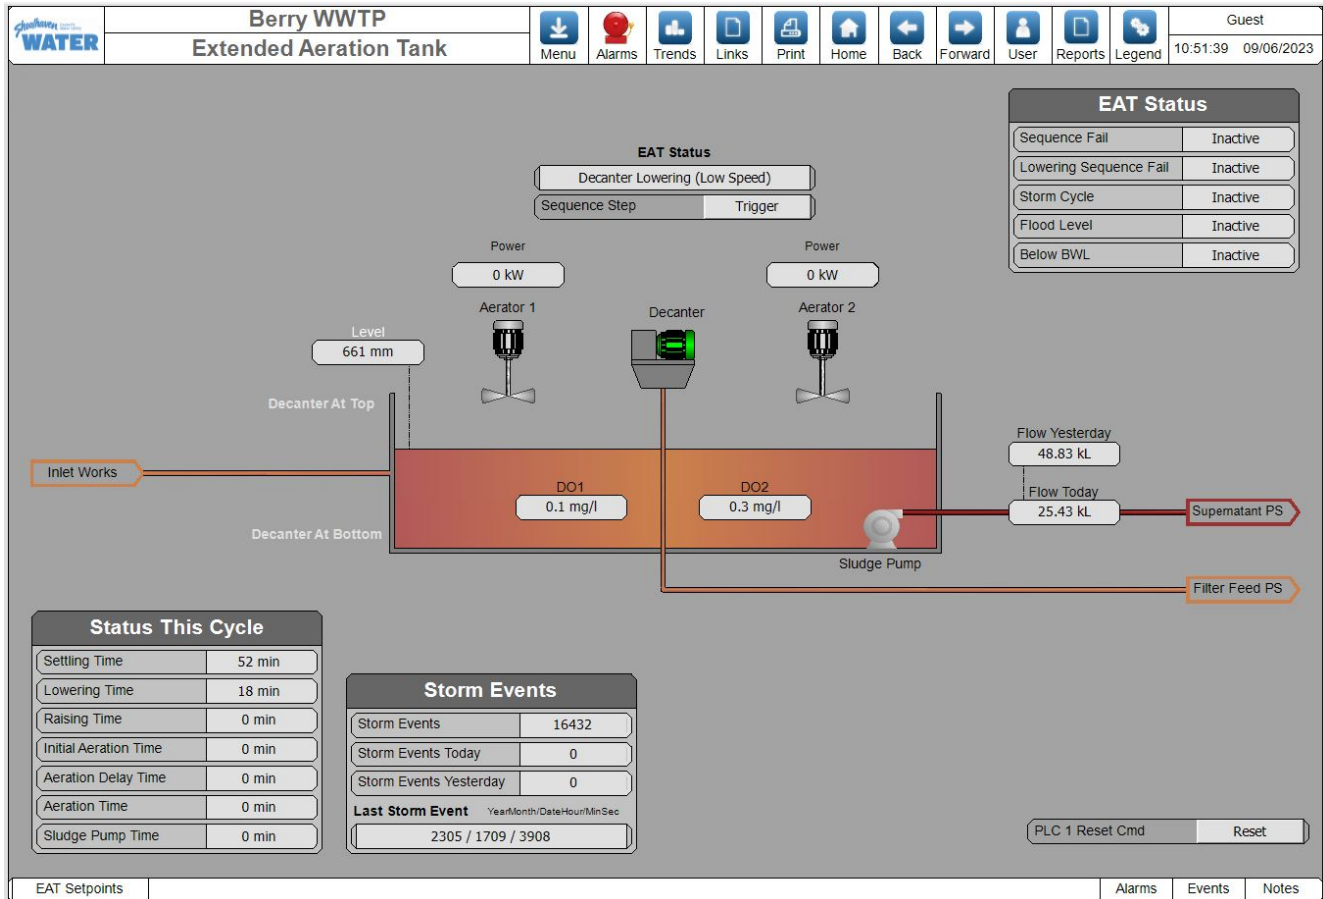 Shoalhaven
WATER
Berry WWTP
Extended Aeration Tank
Menu
Alarms
Trends
Links
Print
Home
Back
Forward
User
Reports
Legend
Guest
10:51:39 09/06/2023
EAT Status
Sequence Fail Inactive
Lowering Sequence Fail Inactive
Storm Cycle Inactive
Flood Level Inactive
Below BWL Inactive
EAT Status
Decanter Lowering (Low Speed)
Sequence Step Trigger
Power
0 kW
Aerator 1
Decanter
Power
0 kW
Aerator 2
Level
661 mm
Decanter At Top
Inlet Works
Decanter At Bottom
DO1
0.1 mg/l
DO2
0.3 mg/l
Sludge Pump
Flow Yesterday
48.83 kL
Flow Today
25.43 kL
Supernatant PS
Filter Feed PS
Status This Cycle
Settling Time 52 min
Lowering Time 18 min
Raising Time 0 min
Initial Aeration Time 0 min
Aeration Delay Time 0 min
Aeration Time 0 min
Sludge Pump Time 0 min
Storm Events
Storm Events 16432
Storm Events Today 0
Storm Events Yesterday 0
Last Storm Event YearMonth/DateHour/MinSec
2305 / 1709 / 3908
PLC 1 Reset Cmd Reset
EAT Setpoints
Alarms
Events
Notes